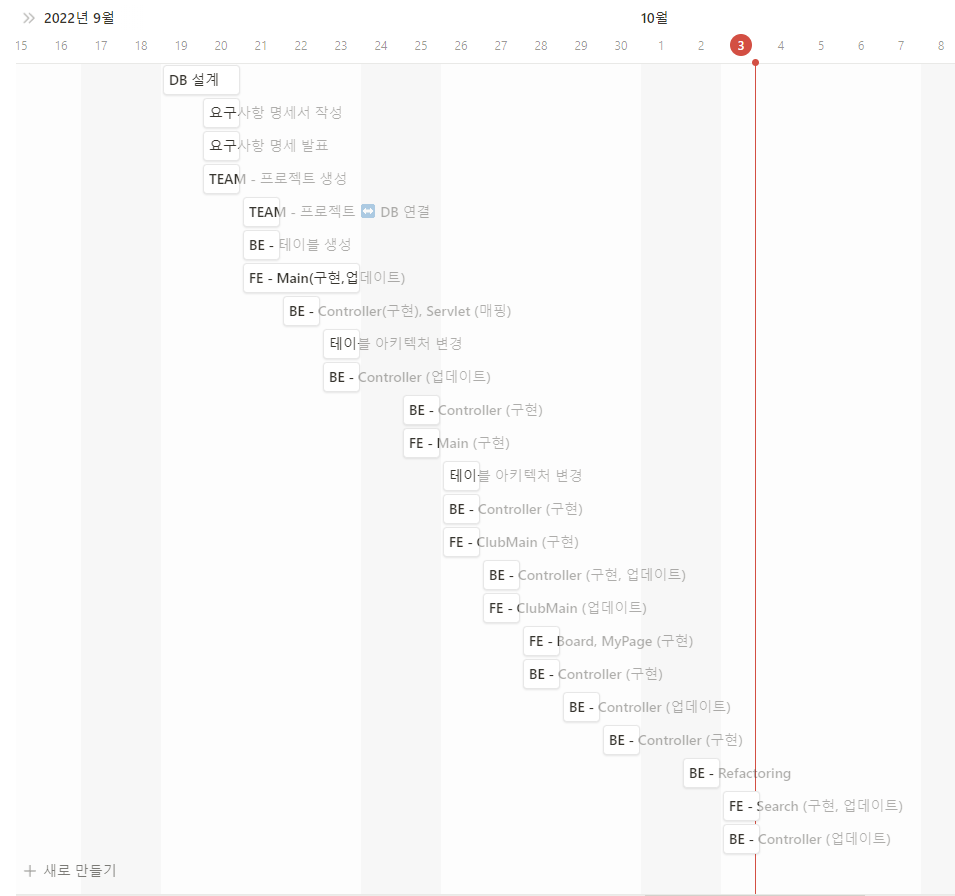 2022년 9월 10월
15 16 17 18 19 20 21 22 23 24 25 26 27 28 29 30 1 2 3 4 5 6 7 8
DB 설계
요구사항 명세서 작성
요구사항 명세 발표
TEAM - 프로젝트 생성
TEAM - 프로젝트 ↔️ DB 연결
BE - 테이블 생성
FE - Main(구현,업데이트)
BE - Controller(구현), Servlet (매핑)
테이블 아키텍처 변경
BE - Controller (업데이트)
BE - Controller (구현)
FE - Main (구현)
테이블 아키텍처 변경
BE - Controller (구현)
FE - ClubMain (구현)
BE - Controller (구현, 업데이트)
FE - ClubMain (업데이트)
FE - Board, MyPage (구현)
BE - Controller (구현)
BE - Controller (업데이트)
BE - Controller (구현)
BE - Refactoring
FE - Search (구현, 업데이트)
BE - Controller (업데이트)
새로 만들기